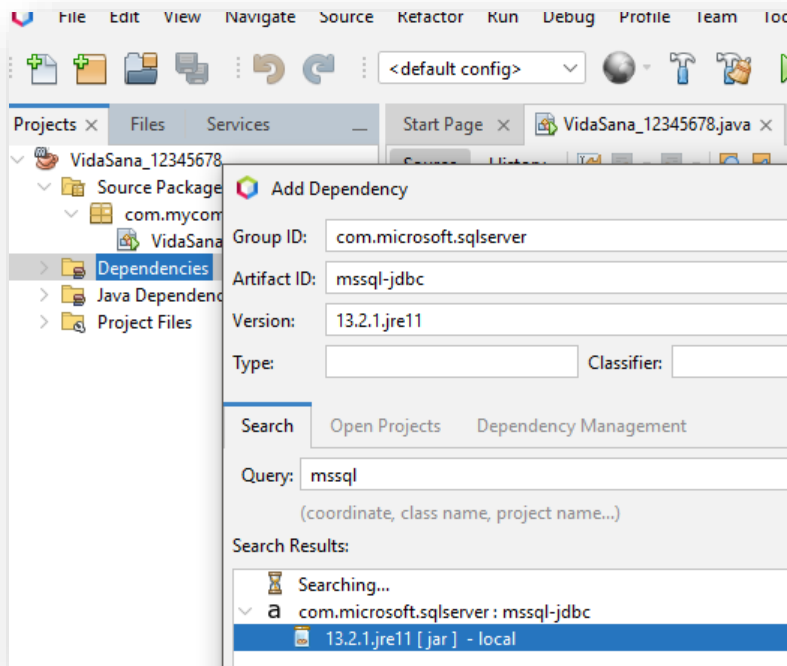 File Edit View Navigate Source Refactor Run Debug Profile Team
<default config>
Projects Files Services
Start Page VidaSana_12345678.java
VidaSana_12345678
Source History
Source Package
Add Dependency
com.mycom
Group ID: com.microsoft.sqlserver
VidaSana
Dependencies
Artifact ID: mssql-jdbc
Java Dependenc
Version: 13.2.1.jre11
Project Files
Type: Classifier:
Search Open Projects Dependency Management
Query: mssql
(coordinate, class name, project name...)
Search Results:
Searching...
a com.microsoft.sqlserver : mssql-jdbc
13.2.1.jre11 [ jar ] - local